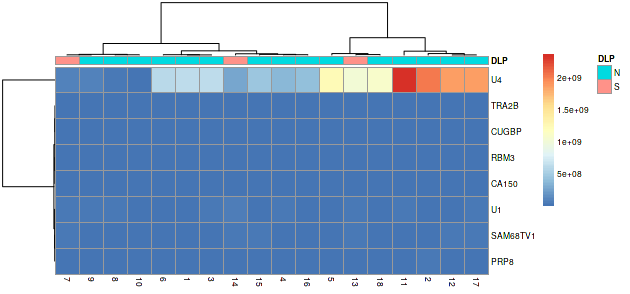 DLP
U4
TRA2B
CUGBP
RBM3
CA150
U1
SAM68TV1
PRP8
7 9 8 10 6 1 3 14 15 4 16 5 13 18 11 2 12 17
2e+09
1.5e+09
1e+09
5e+08
DLP
N
S